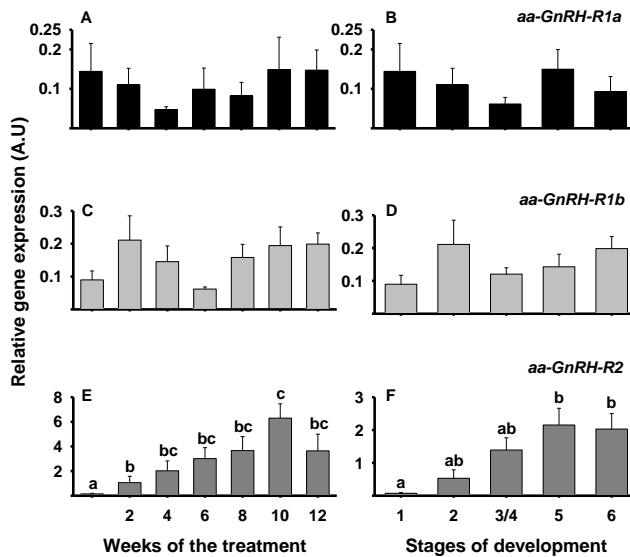 A
0.25
0.2
0.1
B
aa-GnRH-R1a
0.25
0.2
0.1
Relative gene expression (A.U)
C
0.3
0.2
0.1
D
aa-GnRH-R1b
0.3
0.2
0.1
E
8
6
4
2
a b bc bc bc c bc
2 4 6 8 10 12
Weeks of the treatment
F
aa-GnRH-R2
3
2
1
a ab ab b b
1 2 3/4 5 6
Stages of development